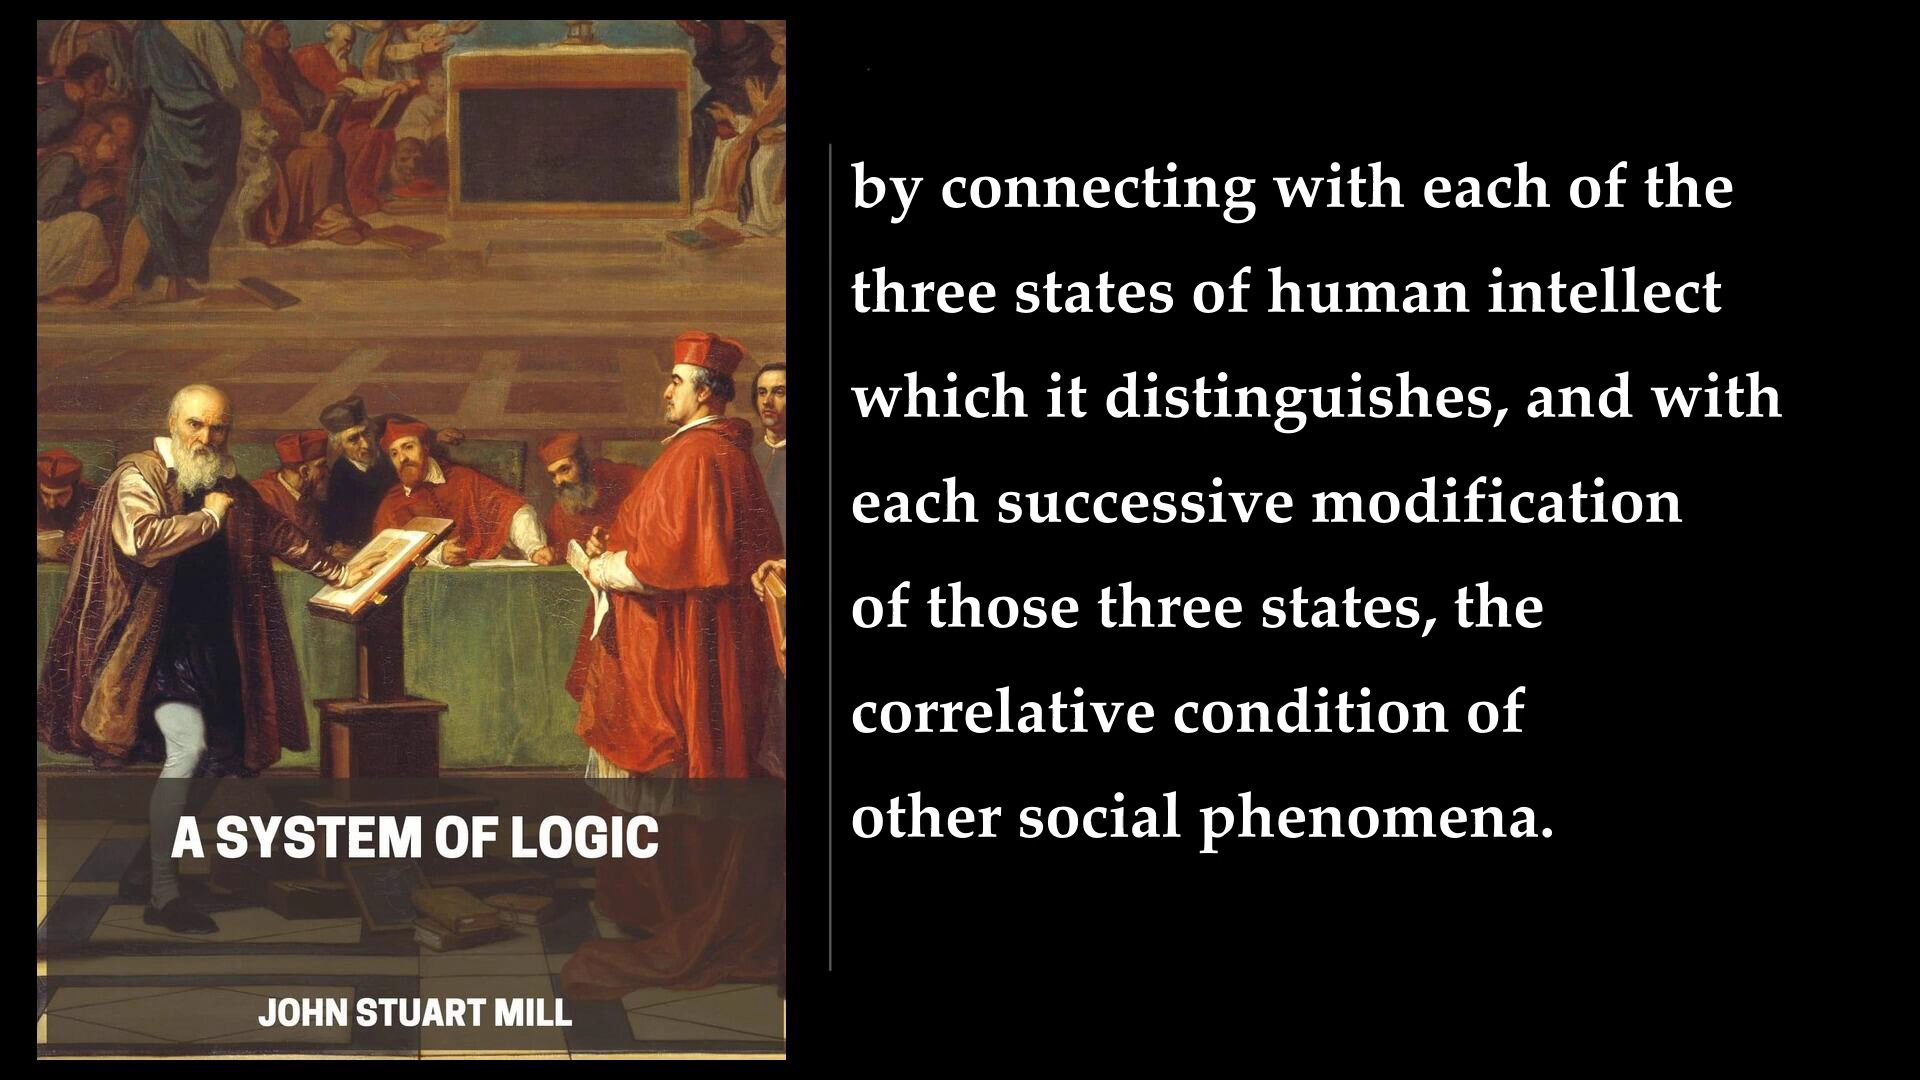 A SYSTEM OF LOGIC
JOHN STUART MILL
by connecting with each of the
three states of human intellect
which it distinguishes, and with
each successive modification
of those three states, the
correlative condition of
other social phenomena.